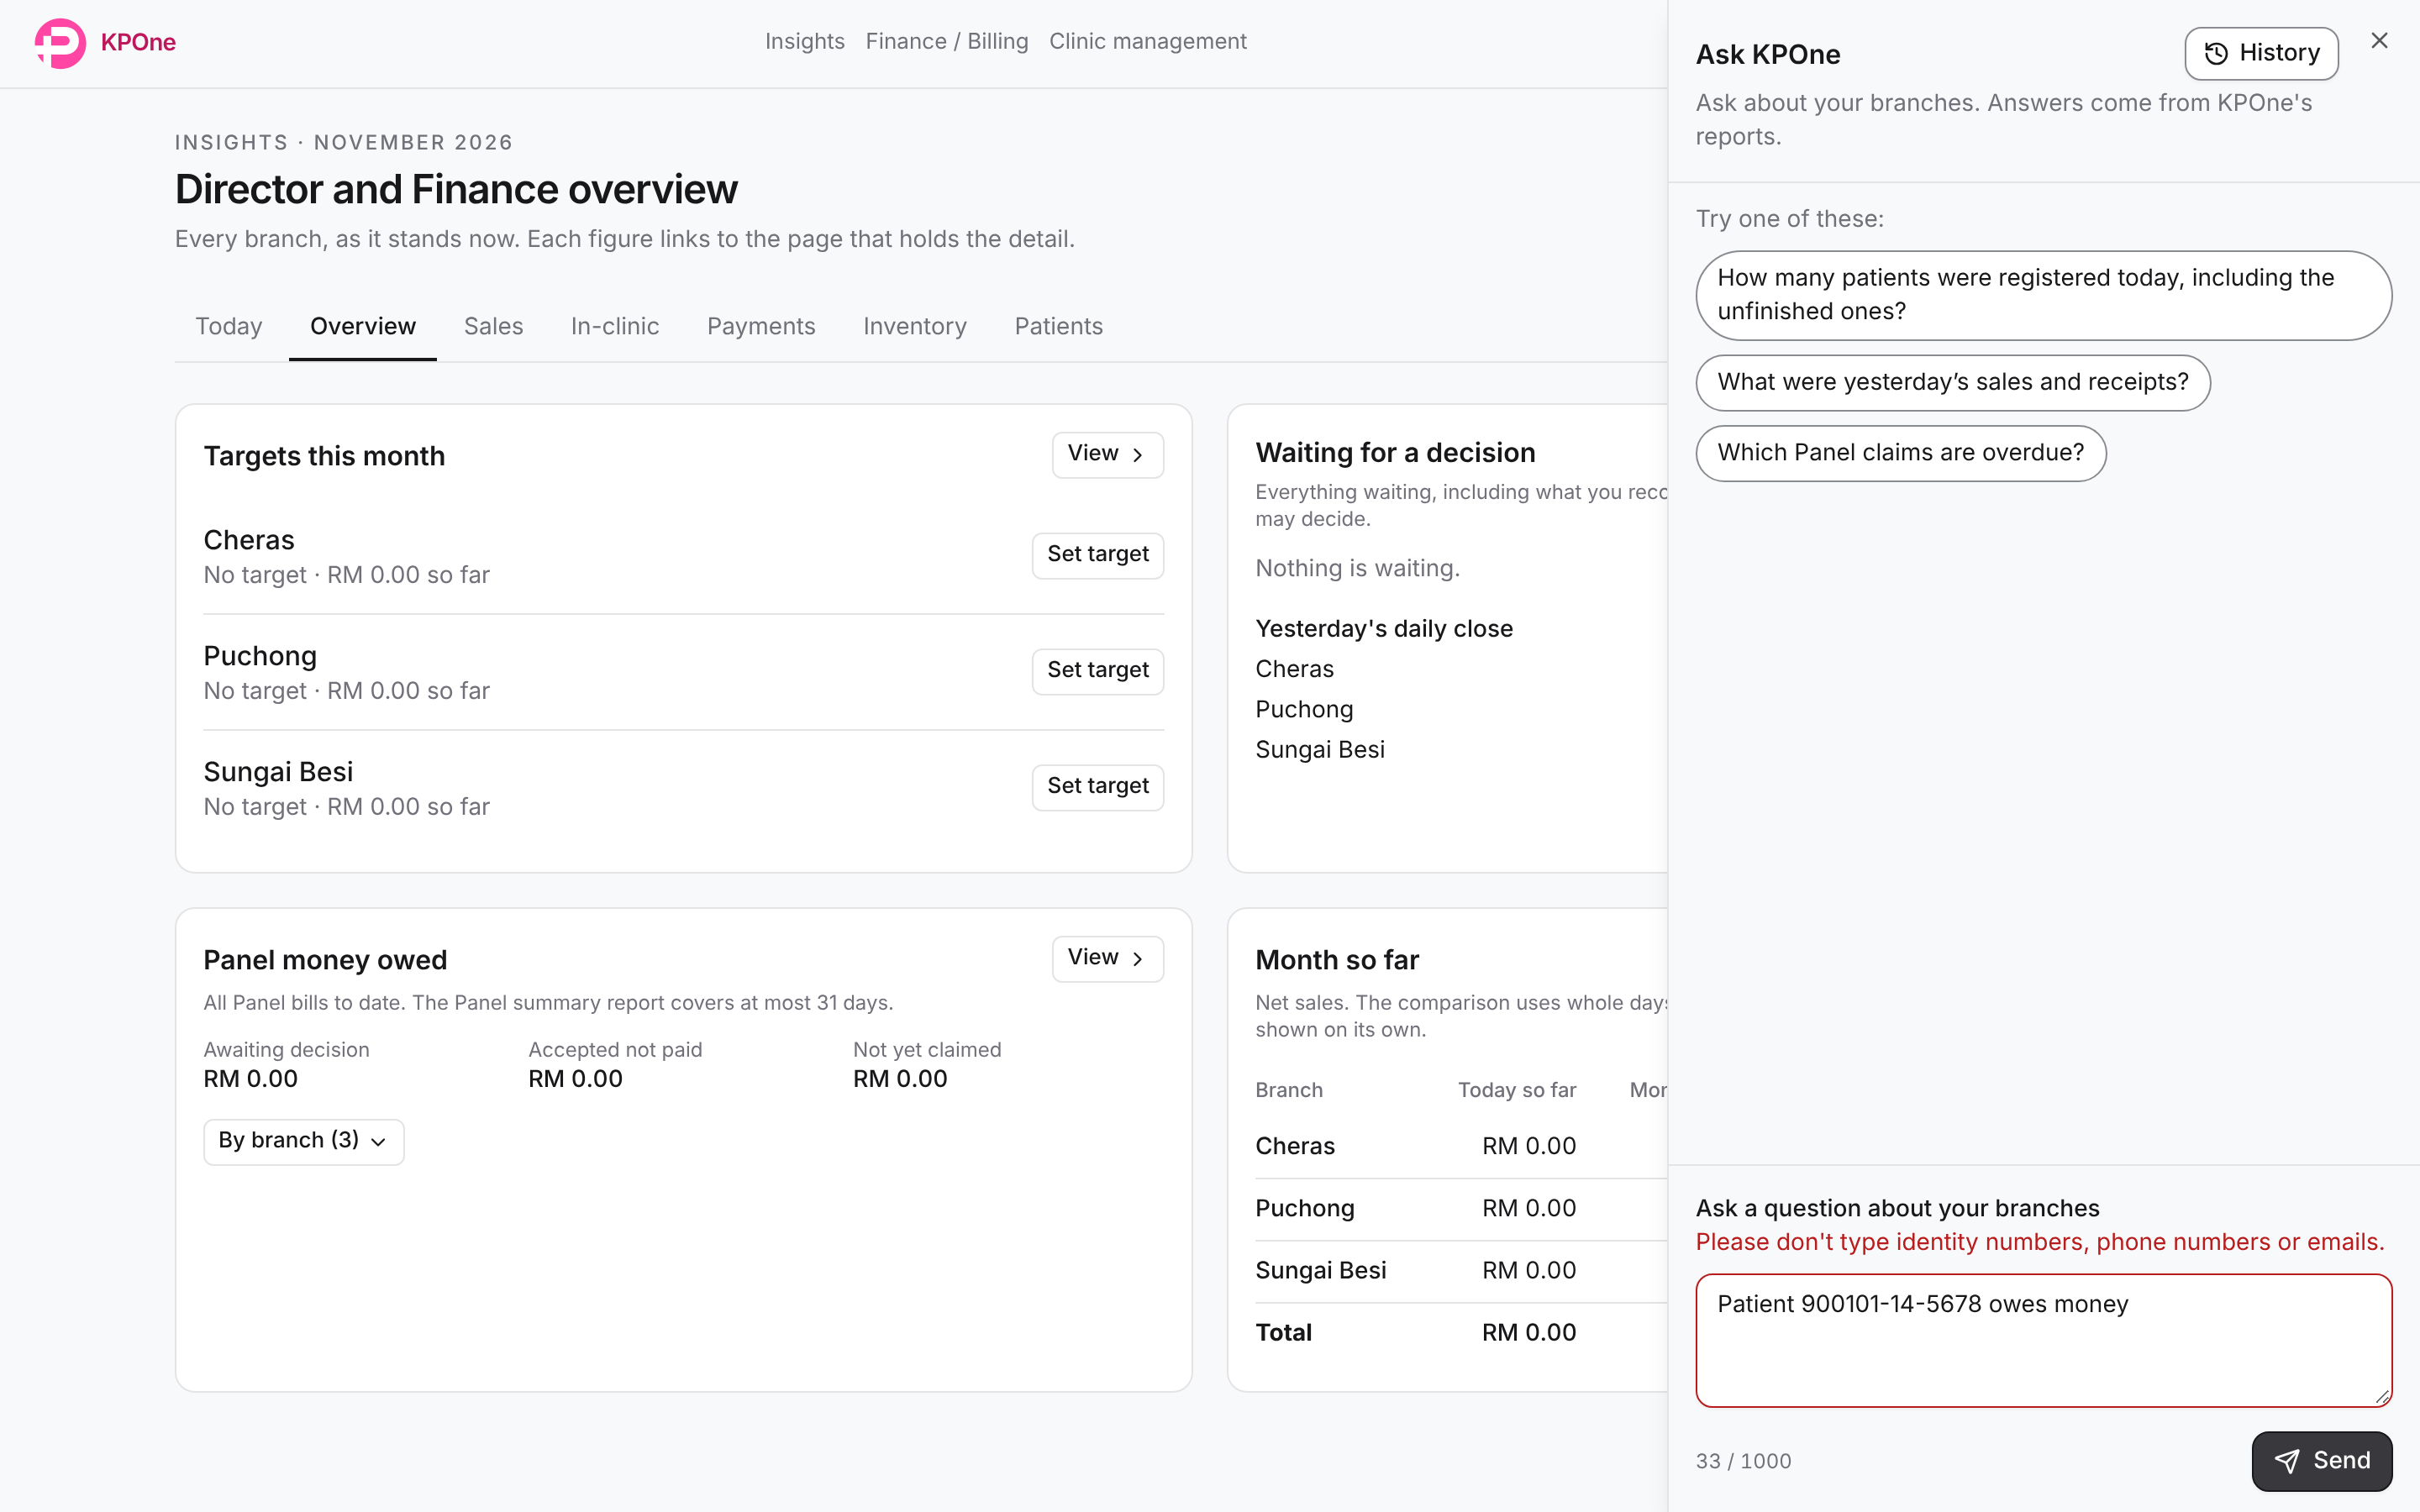 KPOne
Insights
Finance / Billing
Clinic management
INSIGHTS · NOVEMBER 2026
Director and Finance overview
Every branch, as it stands now. Each figure links to the page that holds the detail.
Today
Overview
Sales
In-clinic
Payments
Inventory
Patients
Targets this month
View
Cheras
No target · RM 0.00 so far
Set target
Puchong
No target · RM 0.00 so far
Set target
Sungai Besi
No target · RM 0.00 so far
Set target
Waiting for a decision
Everything waiting, including what you reco
may decide.
Nothing is waiting.
Yesterday's daily close
Cheras
Puchong
Sungai Besi
Panel money owed
View
All Panel bills to date. The Panel summary report covers at most 31 days.
Awaiting decision
RM 0.00
Accepted not paid
RM 0.00
Not yet claimed
RM 0.00
By branch (3)
Month so far
Net sales. The comparison uses whole days
shown on its own.
Branch
Today so far
Mor
Cheras
RM 0.00
Puchong
RM 0.00
Sungai Besi
RM 0.00
Total
RM 0.00
Ask KPOne
History
Ask about your branches. Answers come from KPOne's
reports.
Try one of these:
How many patients were registered today, including the
unfinished ones?
What were yesterday’s sales and receipts?
Which Panel claims are overdue?
Ask a question about your branches
Please don't type identity numbers, phone numbers or emails.
Patient 900101-14-5678 owes money
33 / 1000
Send